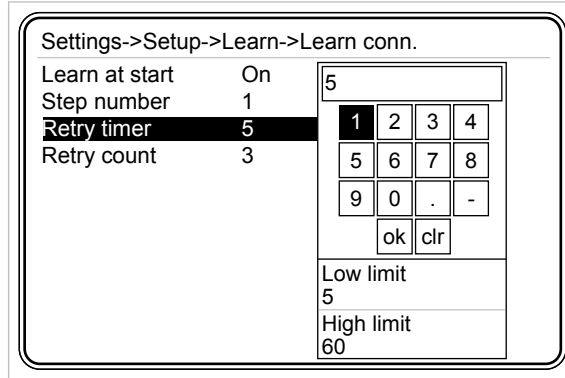 Settings->Setup->Learn->Learn conn.
Learn at start On
Step number 1
Retry timer 5
Retry count 3
5
1 2 3 4
5 6 7 8
9 0 . -
ok clr
Low limit
5
High limit
60